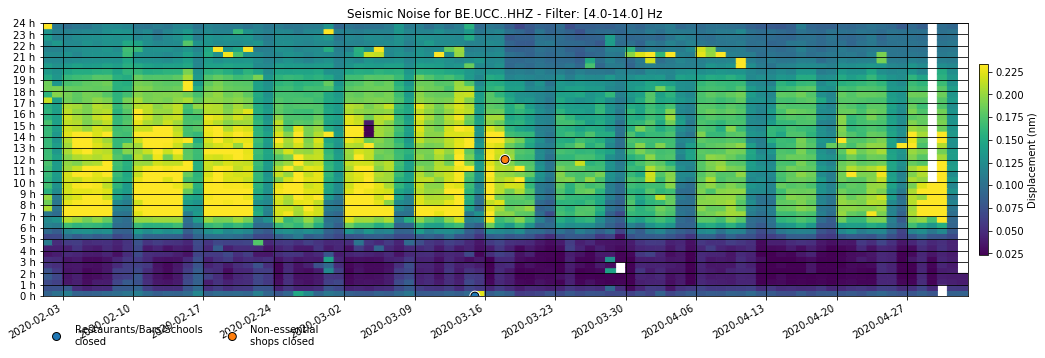 Seismic Noise for BE.UCC..HHZ - Filter: [4.0-14.0] Hz
24 h
23 h
22 h
21 h
20 h
19 h
18 h
17 h
16 h
15 h
14 h
13 h
12 h
11 h
10 h
9 h
8 h
7 h
6 h
5 h
4 h
3 h
2 h
1 h
0 h
0.225
0.200
0.175
0.150
0.125
0.100
0.075
0.050
0.025
Displacement (nm)
2020-02-03
2020-02-10
2020-02-17
2020-02-24
2020-03-02
2020-03-09
2020-03-16
2020-03-23
2020-03-30
2020-04-06
2020-04-13
2020-04-20
2020-04-27
Restaurants/Bars/Schools
closed
Non-essential
shops closed